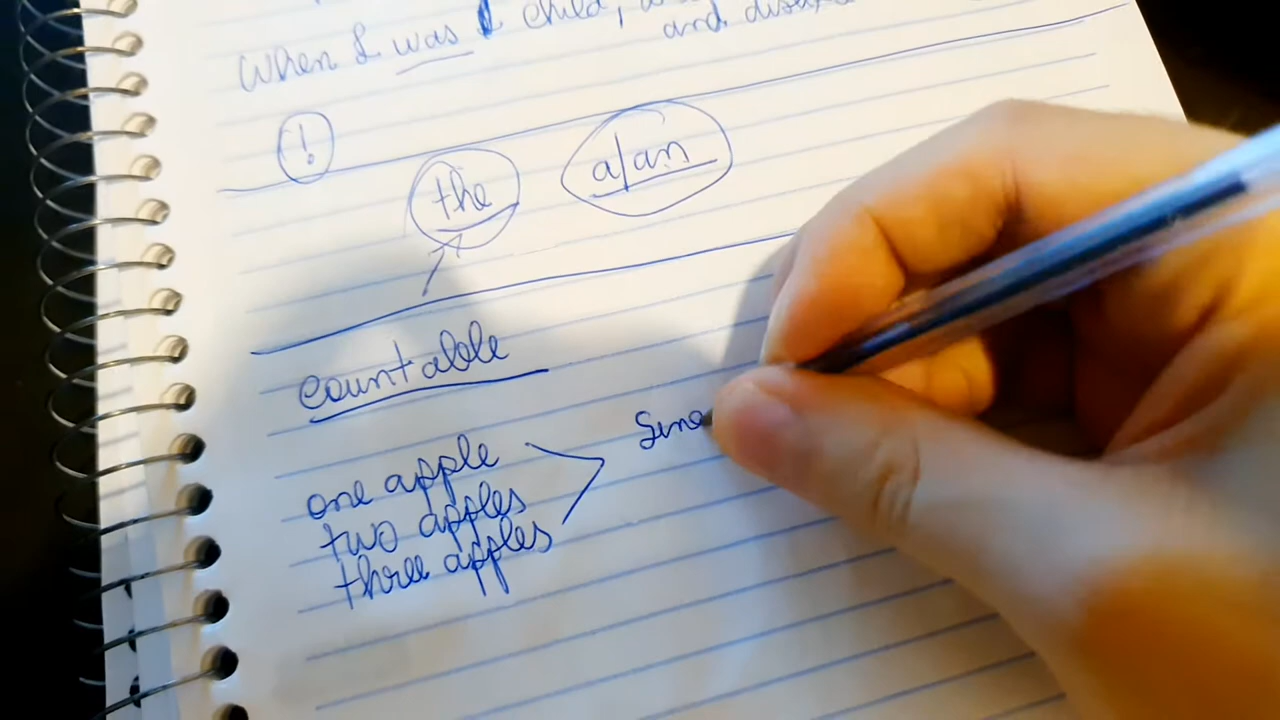 When I was I child,
and
!
the a/an
countable
one apple
two apples
three apples
Sing